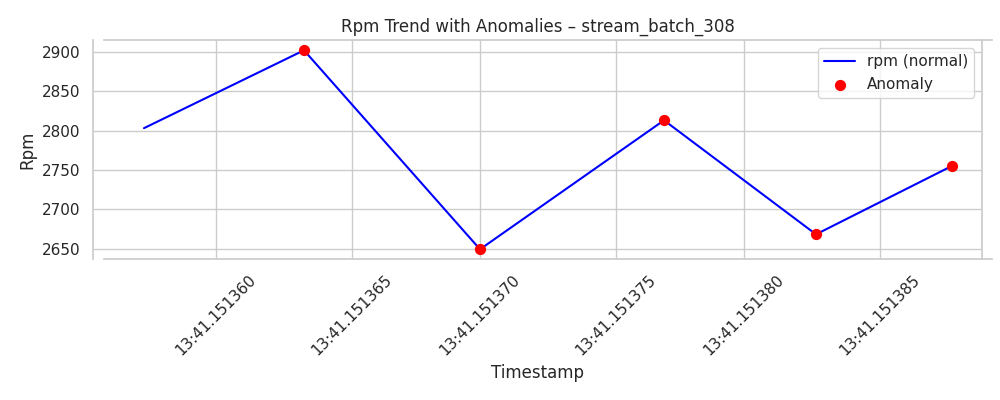 Rpm Trend with Anomalies – stream_batch_308
rpm (normal)
Anomaly
Rpm
2900
2850
2800
2750
2700
2650
13:41.151360
13:41.151365
13:41.151370
13:41.151375
13:41.151380
13:41.151385
Timestamp